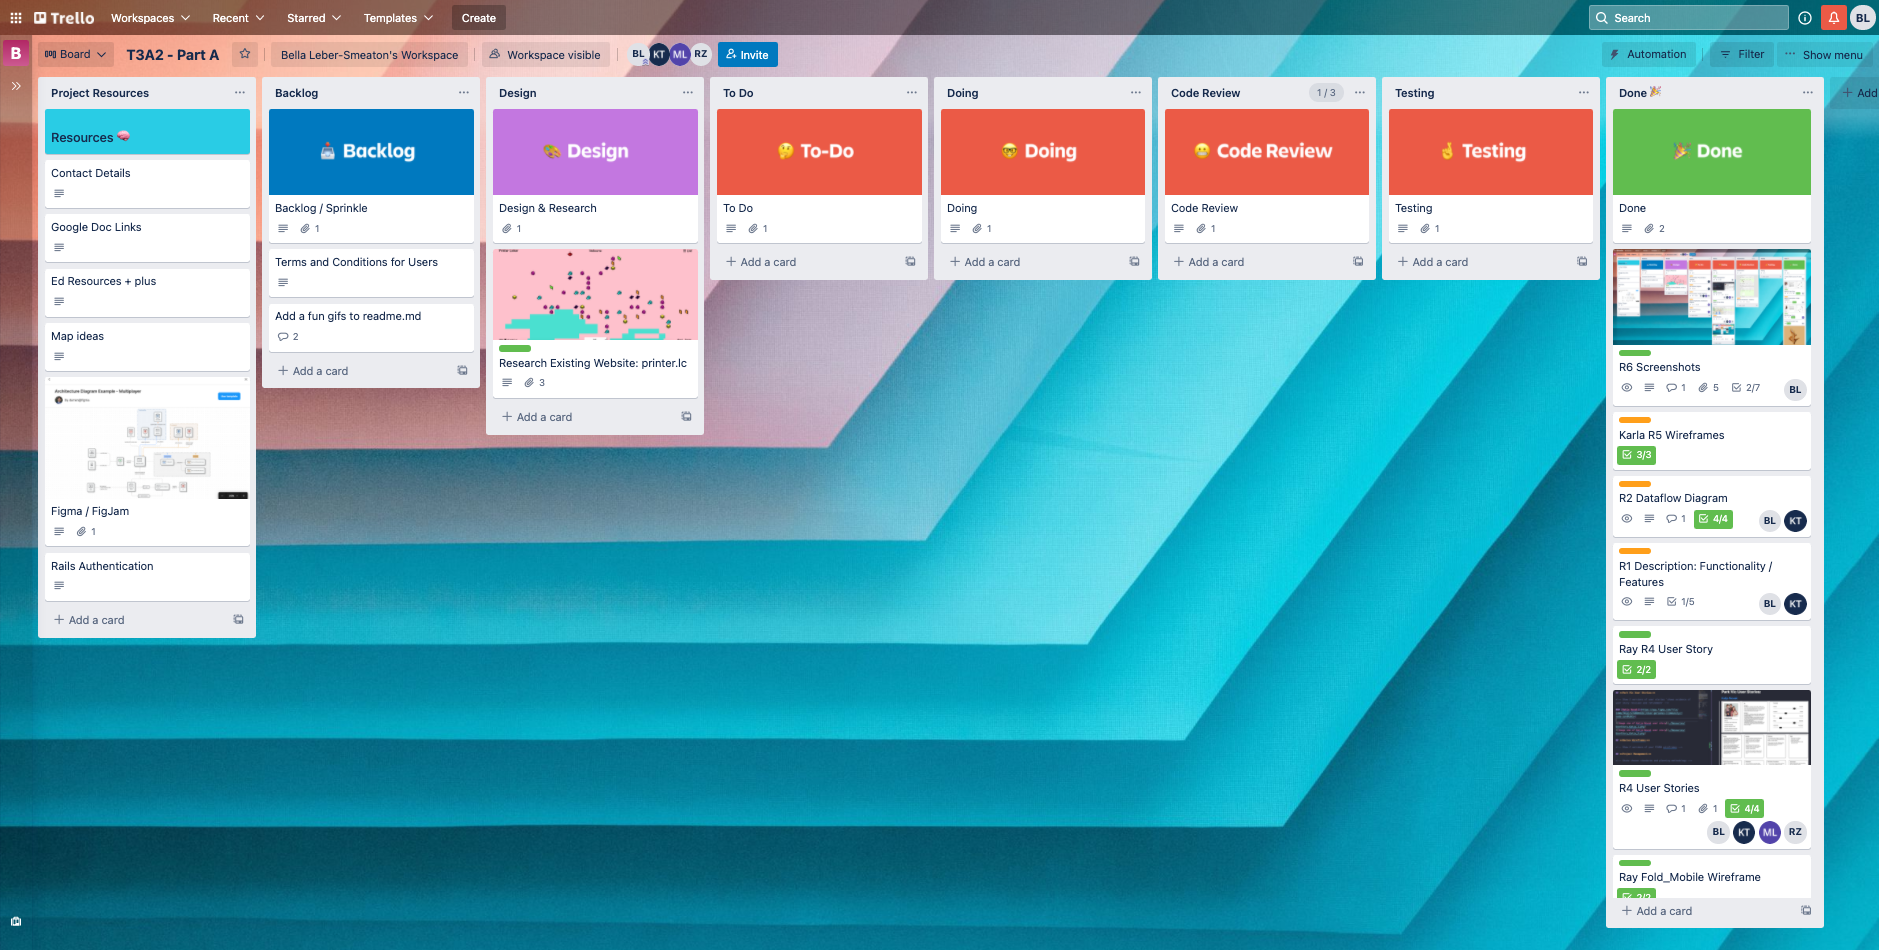 Trello
Workspaces
Recent
Starred
Templates
Create
Search
BL
B
Board
T3A2 - Part A
Bella Leber-Smeaton's Workspace
Workspace visible
BL
KT
ML
RZ
Invite
Automation
Filter
Show menu
Project Resources
Resources
Contact Details
Google Doc Links
Ed Resources + plus
Map ideas
Architecture Diagram Example - Multiplayer
Figma / FigJam
1
Rails Authentication
Add a card
Backlog
Backlog
Backlog / Sprinkle
1
Terms and Conditions for Users
Add a fun gifs to readme.md
2
Add a card
Design
Design
Design & Research
1
Research Existing Website: printer.lc
3
Add a card
To Do
To-Do
To Do
1
Add a card
Doing
Doing
Doing
1
Add a card
Code Review
1 / 3
Code Review
Code Review
1
Add a card
Testing
Testing
Testing
1
Add a card
Done
Done
Done
2
R6 Screenshots
1
5
2/7
BL
Karla R5 Wireframes
3/3
R2 Dataflow Diagram
1
4/4
BL
KT
R1 Description: Functionality /
Features
1/5
BL
KT
Ray R4 User Story
2/2
R4 User Stories
1
1
4/4
BL
KT
ML
RZ
Ray Fold_Mobile Wireframe
Add a card
Add